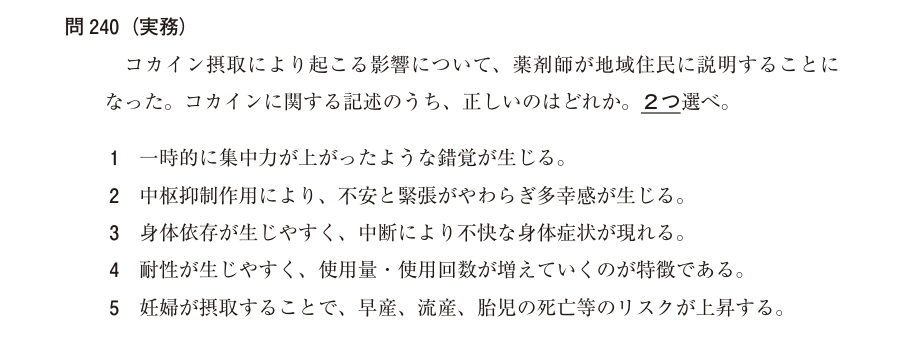 問 240（実務）
コカイン摂取により起こる影響について、薬剤師が地域住民に説明することに
なった。コカインに関する記述のうち、正しいのはどれか。２つ選べ。
1 一時的に集中力が上がったような錯覚が生じる。
2 中枢抑制作用により、不安と緊張がやわらぎ多幸感が生じる。
3 身体依存が生じやすく、中断により不快な身体症状が現れる。
4 耐性が生じやすく、使用量・使用回数が増えていくのが特徴である。
5 妊婦が摂取することで、早産、流産、胎児の死亡等のリスクが上昇する。